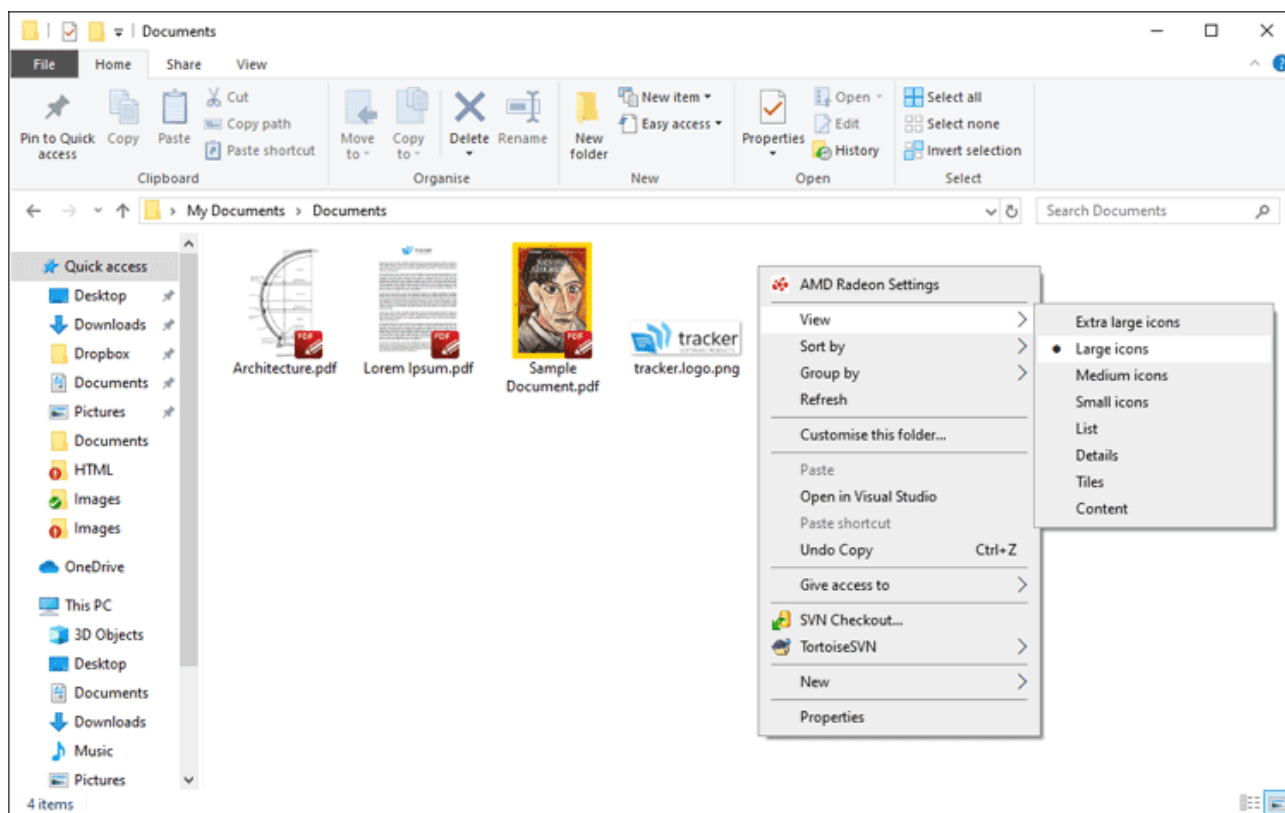 Documents
File Home Share View
Pin to Quick access
Copy
Paste
Cut
Copy path
Paste shortcut
Clipboard
Move to
Copy to
Delete
Rename
Organise
New folder
New item
Easy access
New
Properties
Open
Edit
History
Open
Select all
Select none
Invert selection
Select
My Documents > Documents
Search Documents
Quick access
Desktop
Downloads
Dropbox
Documents
Pictures
Documents
HTML
Images
Images
OneDrive
This PC
3D Objects
Desktop
Documents
Downloads
Music
Pictures
4 items
PDF
Architecture.pdf
tracker
PDF
Lorem Ipsum.pdf
PDF
Sample
Document.pdf
tracker
SOFTWARE PRODUCTS
tracker.logo.png
AMD Radeon Settings
View
Sort by
Group by
Refresh
Customise this folder...
Paste
Open in Visual Studio
Paste shortcut
Undo Copy Ctrl+Z
Give access to
SVN Checkout...
TortoiseSVN
New
Properties
Extra large icons
Large icons
Medium icons
Small icons
List
Details
Tiles
Content